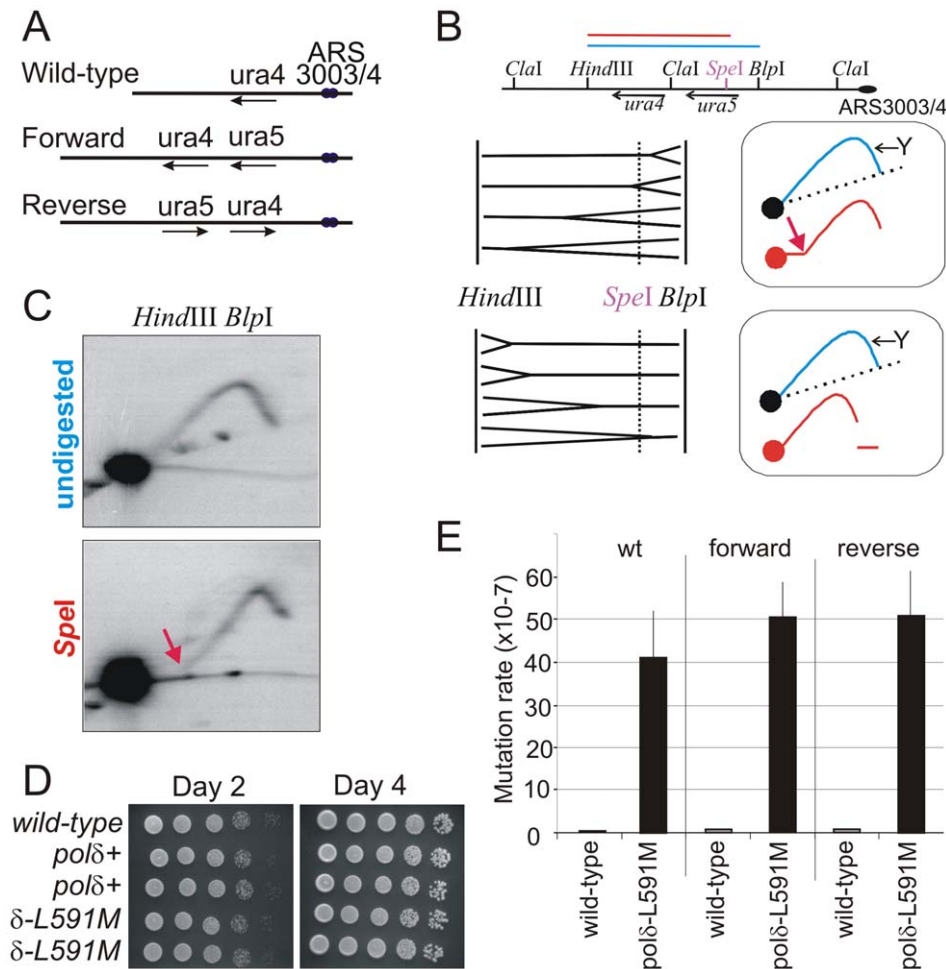 A
ARS
Wild-type ura4 3003/4
Forward ura4 ura5
Reverse ura5 ura4
B
ClaI HindIII ClaI SpeI BlpI ClaI
ura4 ura5
ARS3003/4
Y
HindIII SpeI BlpI
Y
C
HindIII BlpI
undigested
SpeI
D
Day 2 Day 4
wild-type
polδ+
polδ+
δ-L591M
δ-L591M
E
wt forward reverse
Mutation rate (x10-7)
60
50
40
30
20
10
0
wild-type
polδ-L591M
wild-type
polδ-L591M
wild-type
polδ-L591M